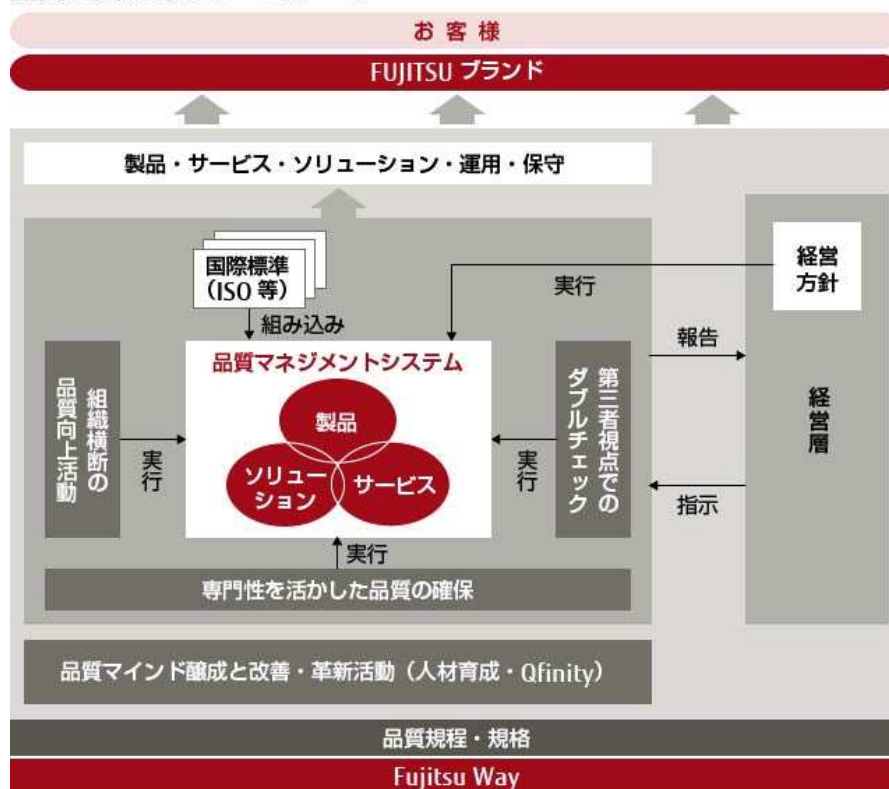 お客様
FUJITSU ブランド
製品・サービス・ソリューション・運用・保守
国際標準
（ISO 等）
組み込み
実行
経営
方針
品質マネジメントシステム
製品
ソリュー
ション
サービス
組織横断の
品質向上活動
実行
実行
第三者視点での
ダブルチェック
報告
指示
経営層
実行
専門性を活かした品質の確保
品質マインド醸成と改善・革新活動（人材育成・Qfinity）
品質規程・規格
Fujitsu Way